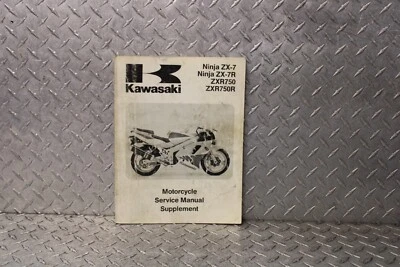 Kawasaki
Ninja ZX-7
Ninja ZX-7R
ZXR750
ZXR750R
Motorcycle
Service Manual
Supplement